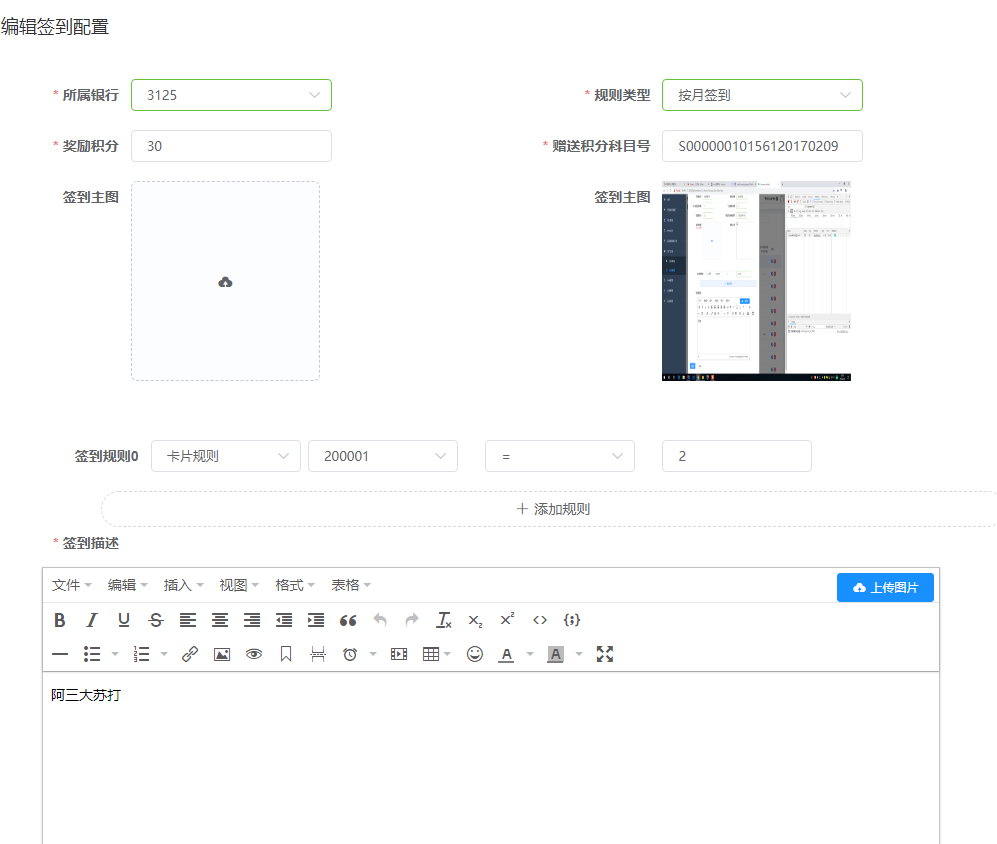 编辑签到配置
* 所属银行 3125 * 规则类型 按月签到
* 奖励积分 30 * 赠送积分科目号 S00000010156120170209
签到主图 签到主图
签到规则0 卡片规则 200001 = 2
添加规则
* 签到描述
文件 编辑 插入 视图 格式 表格 上传图片
阿三大苏打